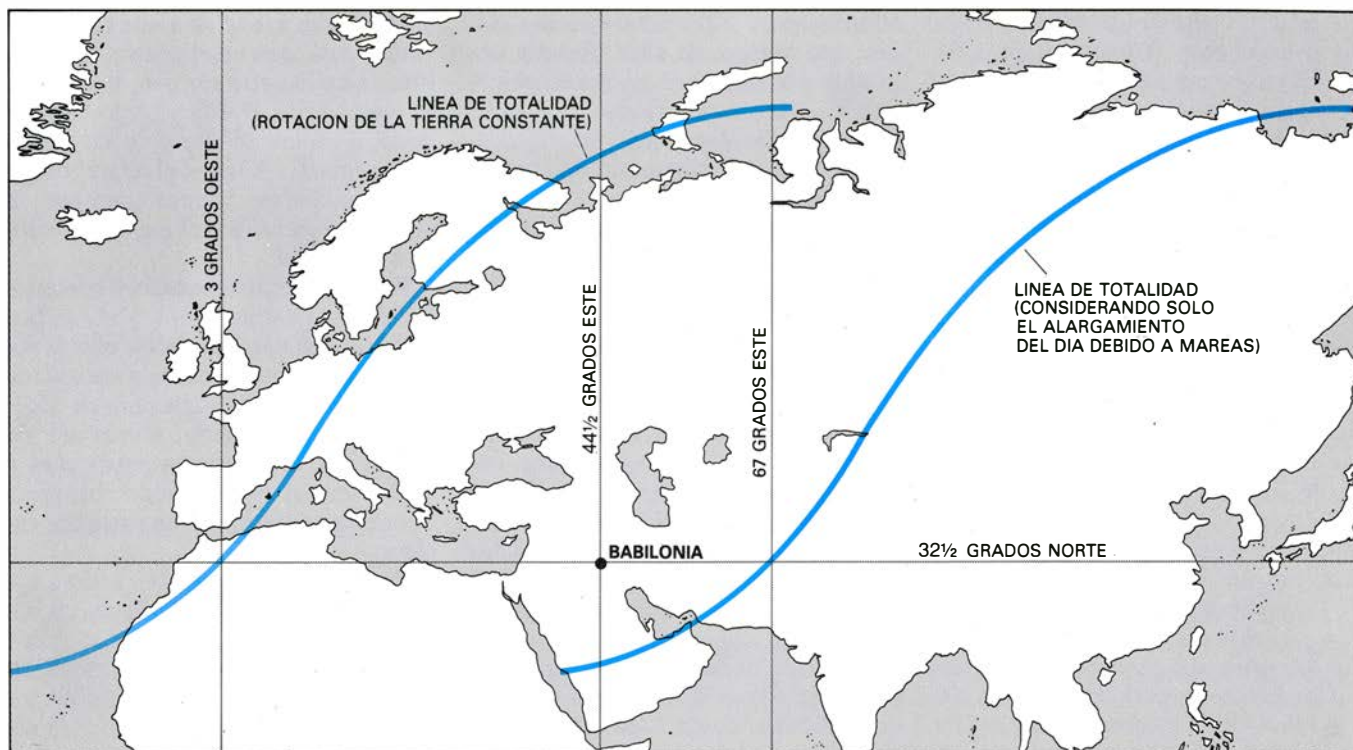 LINEA DE TOTALIDAD
(ROTACION DE LA TIERRA CONSTANTE)
3 GRADOS OESTE
44½ GRADOS ESTE
67 GRADOS ESTE
LINEA DE TOTALIDAD
(CONSIDERANDO SOLO
EL ALARGAMIENTO
DEL DIA DEBIDO A MAREAS)
BABILONIA
32½ GRADOS NORTE